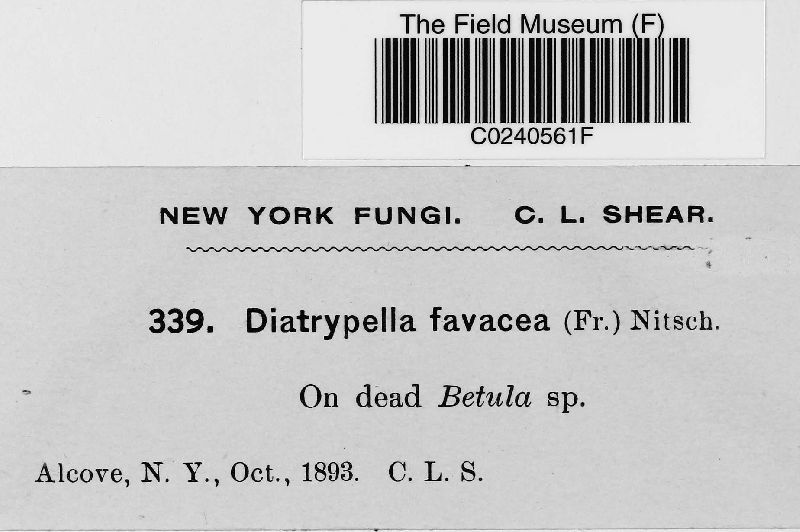 The Field Museum (F)
C0240561F
NEW YORK FUNGI. C. L. SHEAR.
339. Diatrypella favacea (Fr.) Nitsch.
On dead Betula sp.
Alcove, N. Y., Oct., 1893. C. L. S.